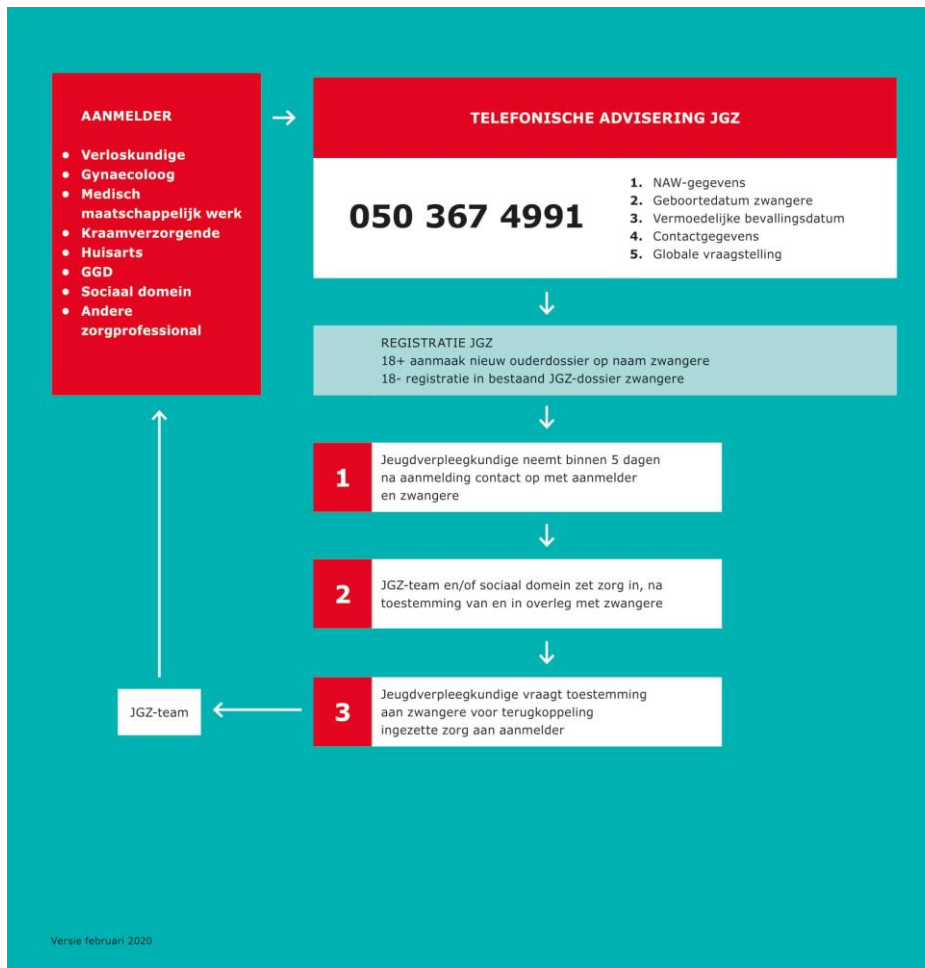 AANMELDER
• Verloskundige
• Gynaecoloog
• Medisch
maatschappelijk werk
• Kraamverzorgende
• Huisarts
• GGD
• Sociaal domein
• Andere
zorgprofessional
TELEFONISCHE ADVISERING JGZ
050 367 4991
1. NAW-gegevens
2. Geboortedatum zwangere
3. Vermoedelijke bevallingsdatum
4. Contactgegevens
5. Globale vraagstelling
REGISTRATIE JGZ
18+ aanmaak nieuw ouderdossier op naam zwangere
18- registratie in bestaand JGZ-dossier zwangere
1
Jeugdverpleegkundige neemt binnen 5 dagen
na aanmelding contact op met aanmelder
en zwangere
2
JGZ-team en/of sociaal domein zet zorg in, na
toestemming van en in overleg met zwangere
3
Jeugdverpleegkundige vraagt toestemming
aan zwangere voor terugkoppeling
ingezette zorg aan aanmelder
JGZ-team
Versie februari 2020